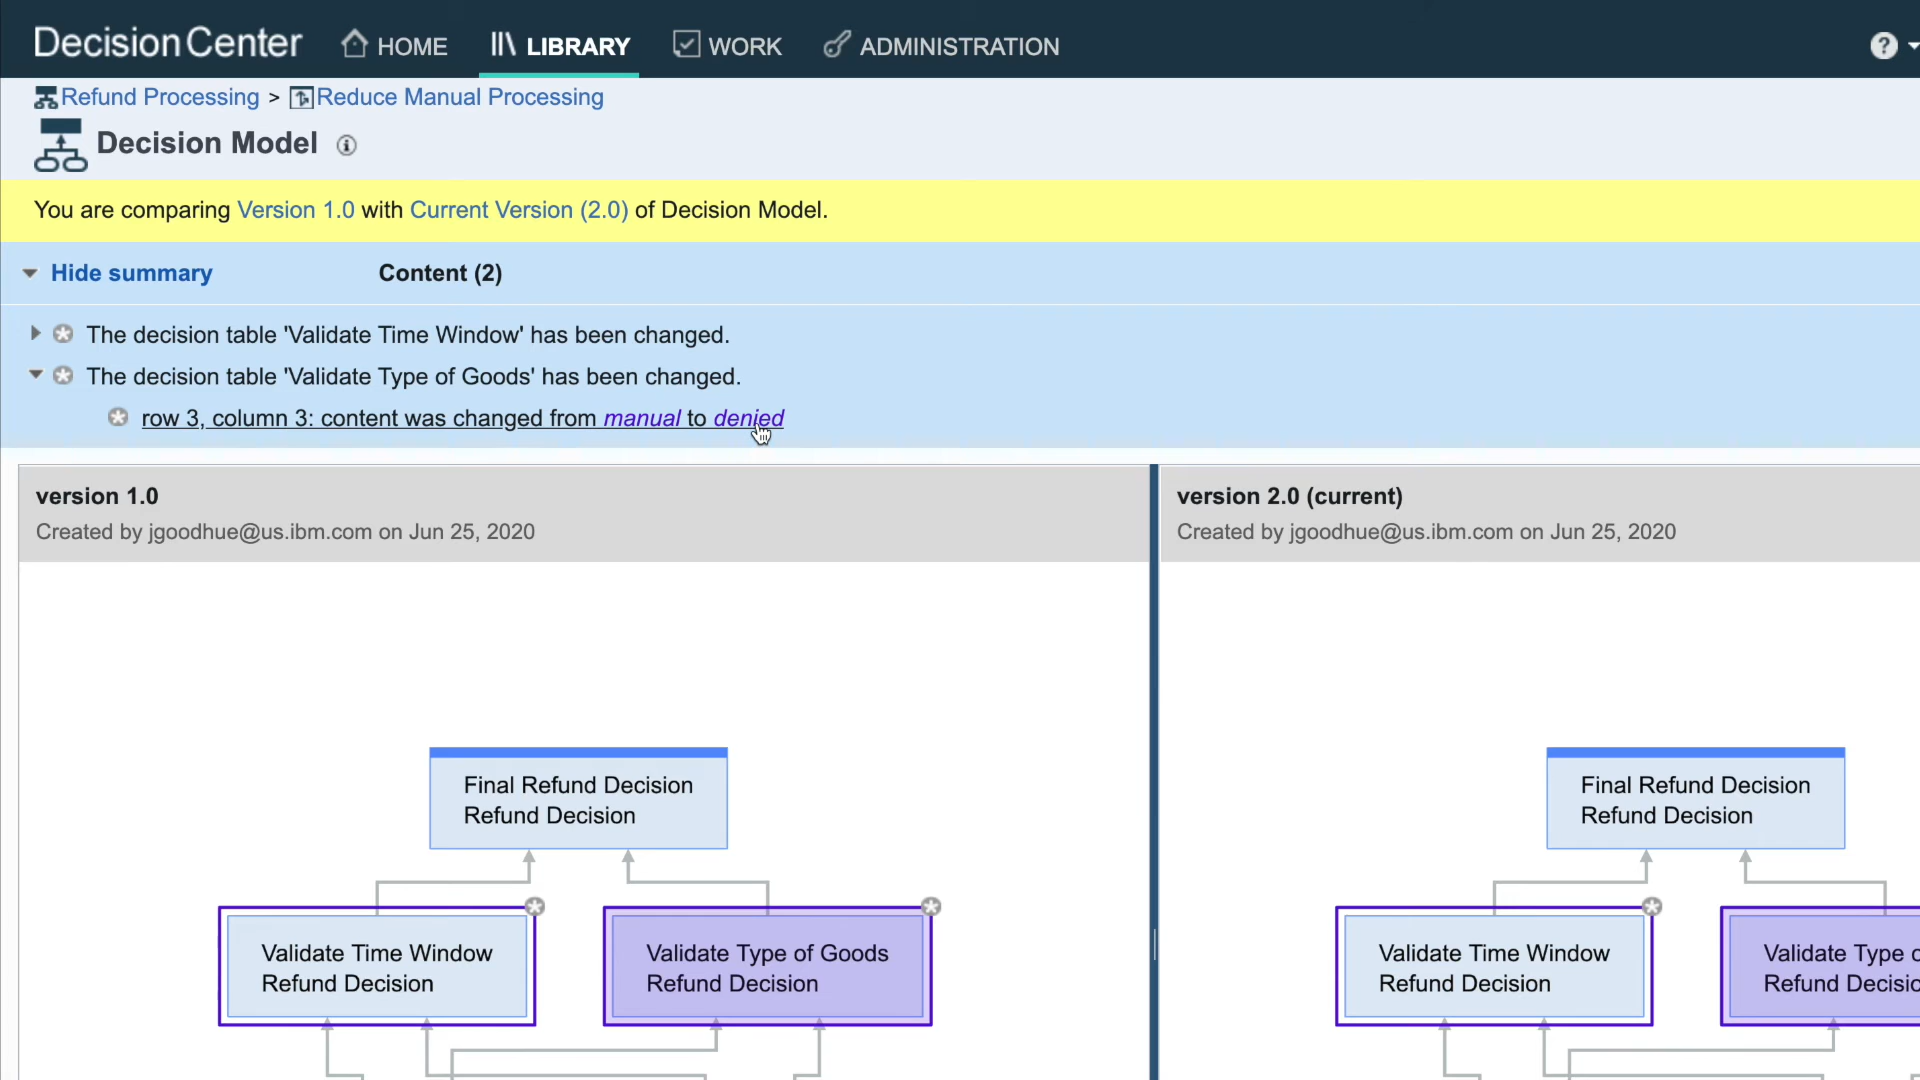 Decision Center HOME LIBRARY WORK ADMINISTRATION ?
Refund Processing > Reduce Manual Processing
Decision Model
You are comparing Version 1.0 with Current Version (2.0) of Decision Model.
Hide summary Content (2)
The decision table 'Validate Time Window' has been changed.
The decision table 'Validate Type of Goods' has been changed.
row 3, column 3: content was changed from manual to denied
version 1.0
Created by jgoodhue@us.ibm.com on Jun 25, 2020
version 2.0 (current)
Created by jgoodhue@us.ibm.com on Jun 25, 2020
Final Refund Decision
Refund Decision
Validate Time Window
Refund Decision
Validate Type of Goods
Refund Decision
Final Refund Decision
Refund Decision
Validate Time Window
Refund Decision
Validate Type
Refund